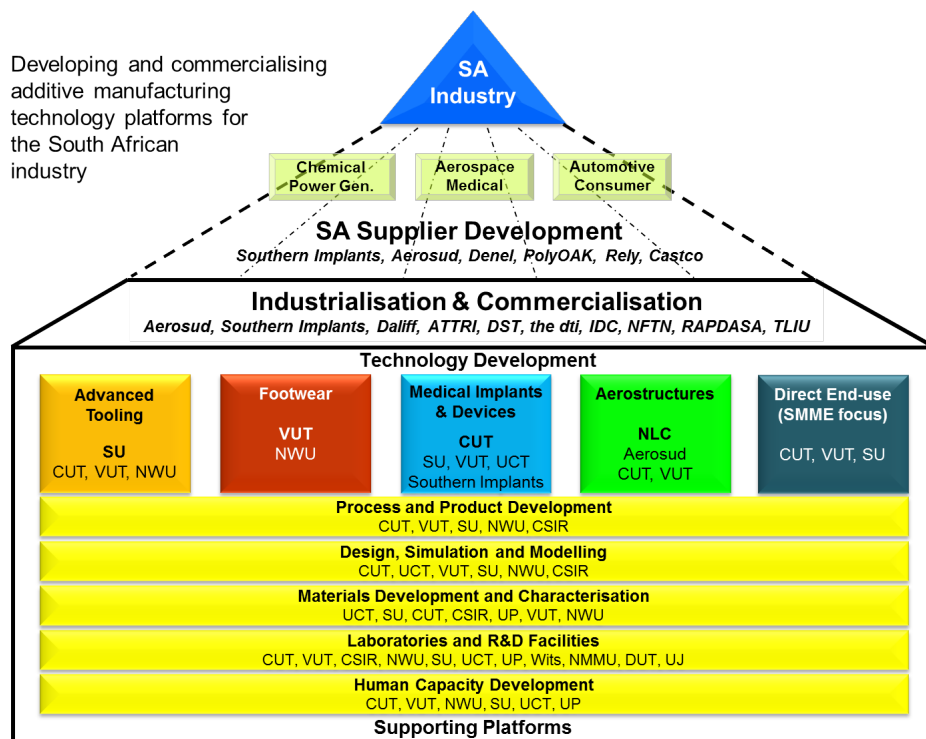 Developing and commercialising
additive manufacturing
technology platforms for
the South African
industry
SA
Industry
Chemical
Power Gen.
Aerospace
Medical
Automotive
Consumer
SA Supplier Development
Southern Implants, Aerosud, Denel, PolyOAK, Rely, Castco
Industrialisation & Commercialisation
Aerosud, Southern Implants, Daliff, ATTRI, DST, the dti, IDC, NFTN, RAPDASA, TLIU
Technology Development
Advanced
Tooling
SU
CUT, VUT, NWU
Footwear
VUT
NWU
Medical Implants
& Devices
CUT
SU, VUT, UCT
Southern Implants
Aerostructures
NLC
Aerosud
CUT, VUT
Direct End-use
(SMME focus)
CUT, VUT, SU
Process and Product Development
CUT, VUT, SU, NWU, CSIR
Design, Simulation and Modelling
CUT, UCT, VUT, SU, NWU, CSIR
Materials Development and Characterisation
UCT, SU, CUT, CSIR, UP, VUT, NWU
Laboratories and R&D Facilities
CUT, VUT, CSIR, NWU, SU, UCT, UP, Wits, NMMU, DUT, UJ
Human Capacity Development
CUT, VUT, NWU, SU, UCT, UP
Supporting Platforms